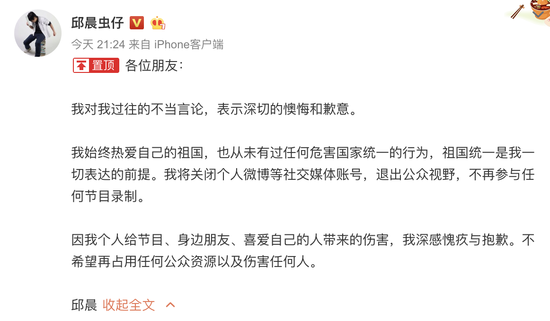 邱晨虫仔
今天 21:24 来自 iPhone客户端
置顶 各位朋友：
我对我过往的不当言论，表示深切的懊悔和歉意。
我始终热爱自己的祖国，也从未有过任何危害国家统一的行为，祖国统一是我一
切表达的前提。我将关闭个人微博等社交媒体账号，退出公众视野，不再参与任
何节目录制。
因我个人给节目、身边朋友、喜爱自己的人带来的伤害，我深感愧疚与抱歉。不
希望再占用任何公众资源以及伤害任何人。
邱晨 收起全文